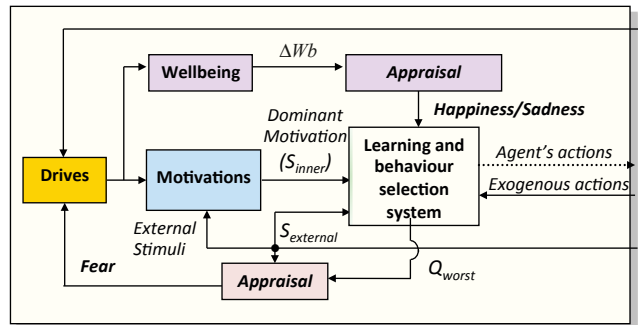 Wellbeing
ΔWb
Appraisal
Happiness/Sadness
Dominant
Motivation
(S_inner)
Learning and
behaviour
selection
system
Agent's actions
Exogenous actions
Drives
Motivations
External
Stimuli
S_external
Fear
Appraisal
Q_worst